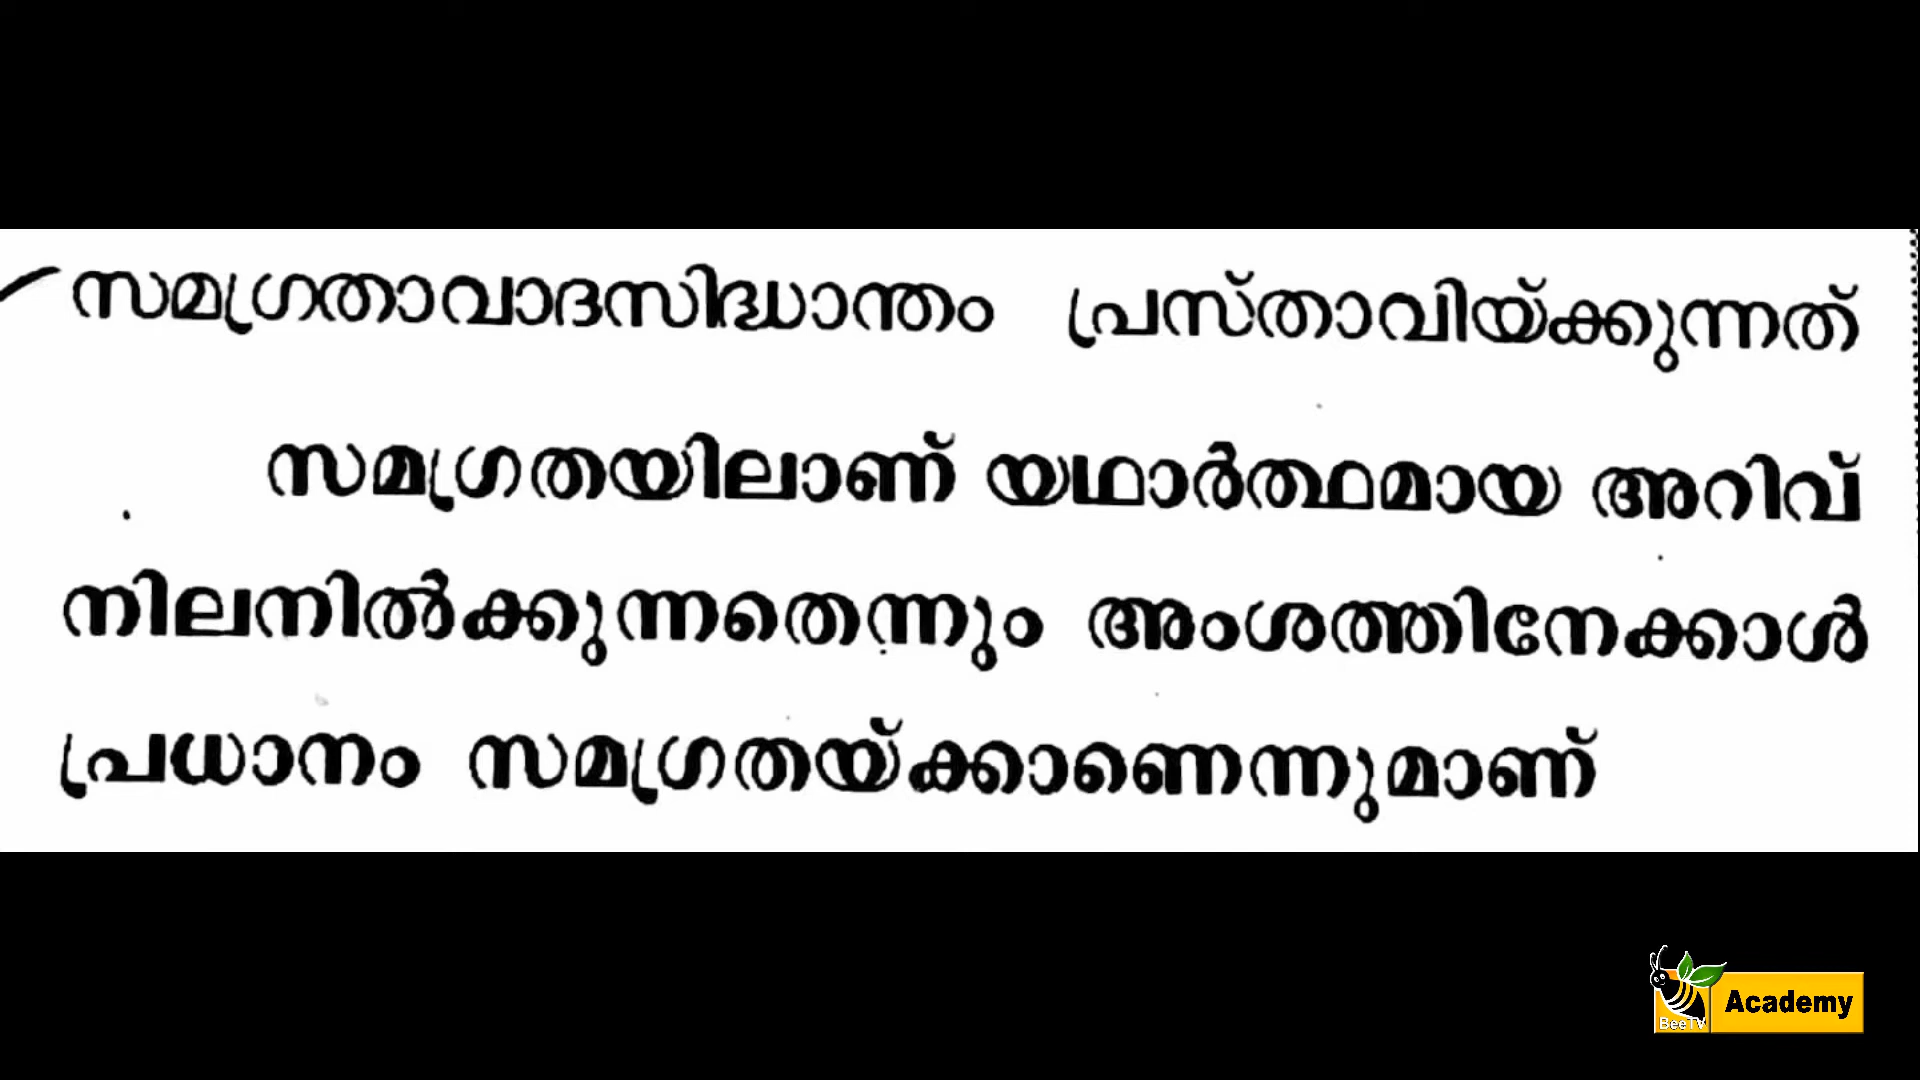 സമഗ്രതാവാദസിദ്ധാന്തം പ്രസ്താവിയ്ക്കുന്നത്
സമഗ്രതയിലാണ് യഥാർത്ഥമായ അറിവ്
നിലനിൽക്കുന്നതെന്നും അംശത്തിനേക്കാൾ
പ്രധാനം സമഗ്രതയ്ക്കാണെന്നുമാണ്
Academy
BeeTV